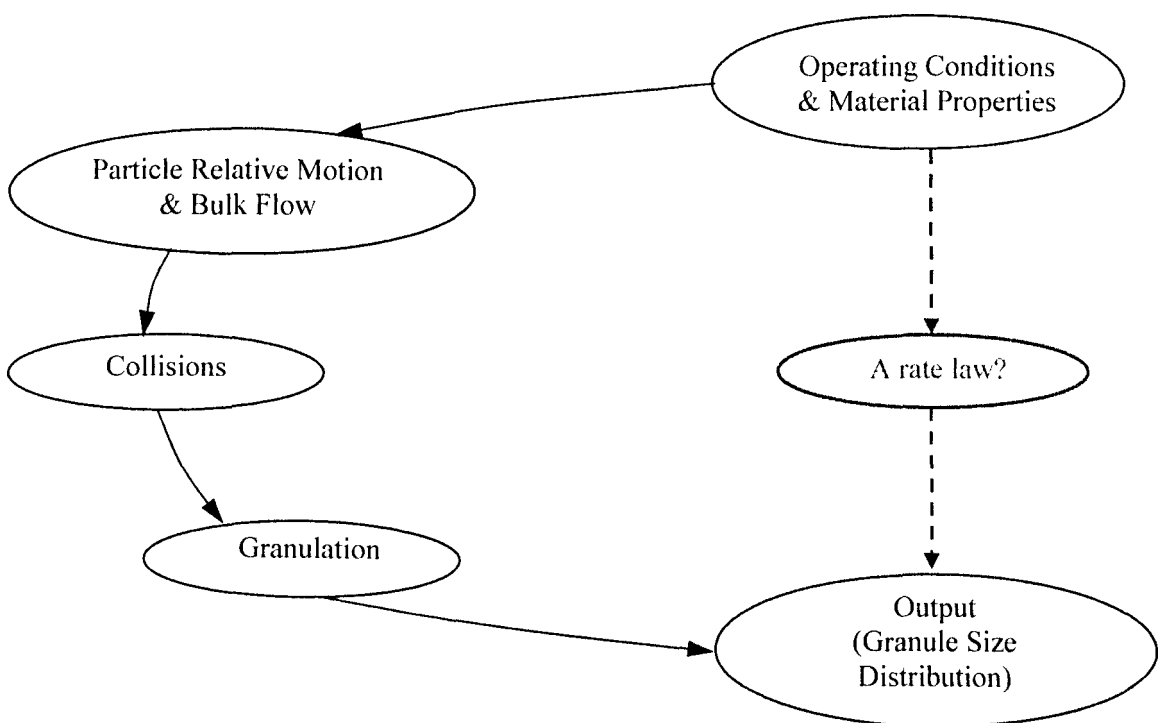 Operating Conditions
& Material Properties
Particle Relative Motion
& Bulk Flow
Collisions
A rate law?
Granulation
Output
(Granule Size
Distribution)